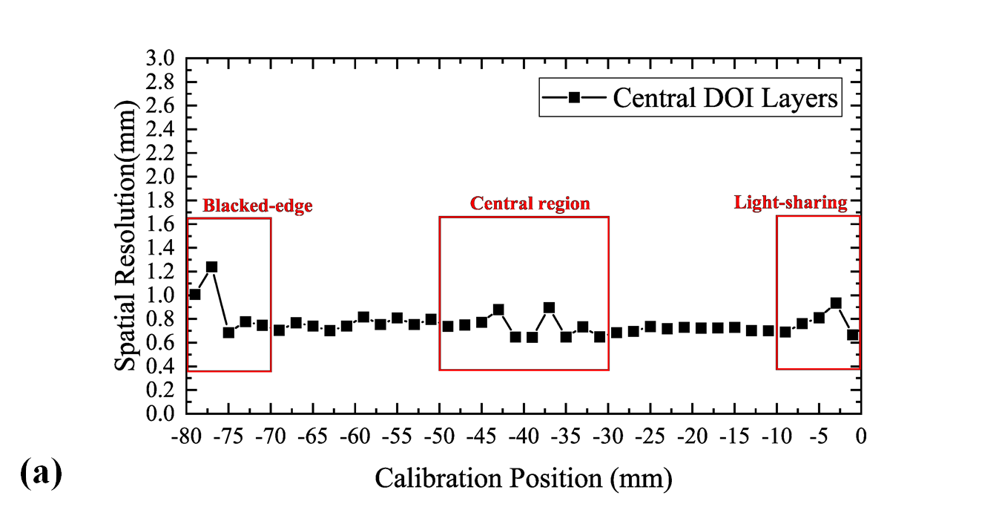 3.0
2.8
2.6
2.4
2.2
2.0
1.8
1.6
1.4
1.2
1.0
0.8
0.6
0.4
0.2
0.0
Spatial Resolution(mm)
Central DOI Layers
Blacked-edge
Central region
Light-sharing
-80 -75 -70 -65 -60 -55 -50 -45 -40 -35 -30 -25 -20 -15 -10 -5 0
Calibration Position (mm)
(a)